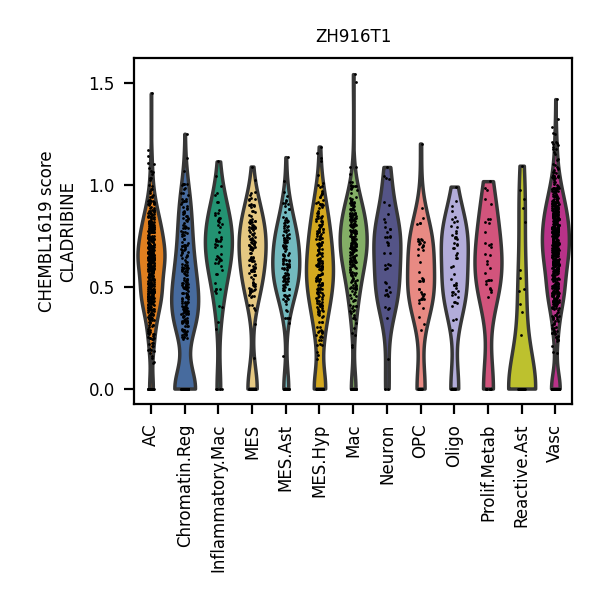 ZH916T1
CHEMBL1619 score
CLADRIBINE
1.5
1.0
0.5
0.0
AC
Chromatin.Reg
Inflammatory.Mac
MES
MES.Ast
MES.Hyp
Mac
Neuron
OPC
Oligo
Prolif.Metab
Reactive.Ast
Vasc